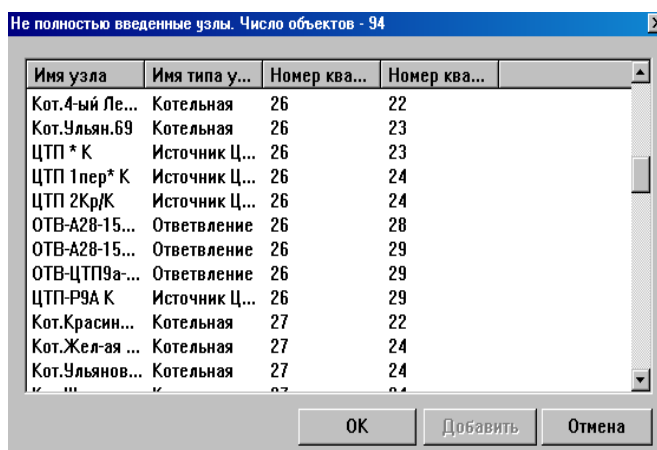 Не полностью введенные узлы. Число объектов - 94
Имя узла Имя типа у... Номер ква... Номер ква...
Кот.4-ый Ле... Котельная 26 22
Кот.Ульян.69 Котельная 26 23
ЦТП * К Источник Ц... 26 23
ЦТП 1пер* К Источник Ц... 26 24
ЦТП 2Кр/К Источник Ц... 26 24
ОТВ-А28-15... Ответвление 26 28
ОТВ-А28-15... Ответвление 26 29
ОТВ-ЦТП9а-... Ответвление 26 29
ЦТП-Р9А К Источник Ц... 26 29
Кот.Красин... Котельная 27 22
Кот.Жел-ая ... Котельная 27 24
Кот.Ульянов... Котельная 27 24
ОК Добавить Отмена